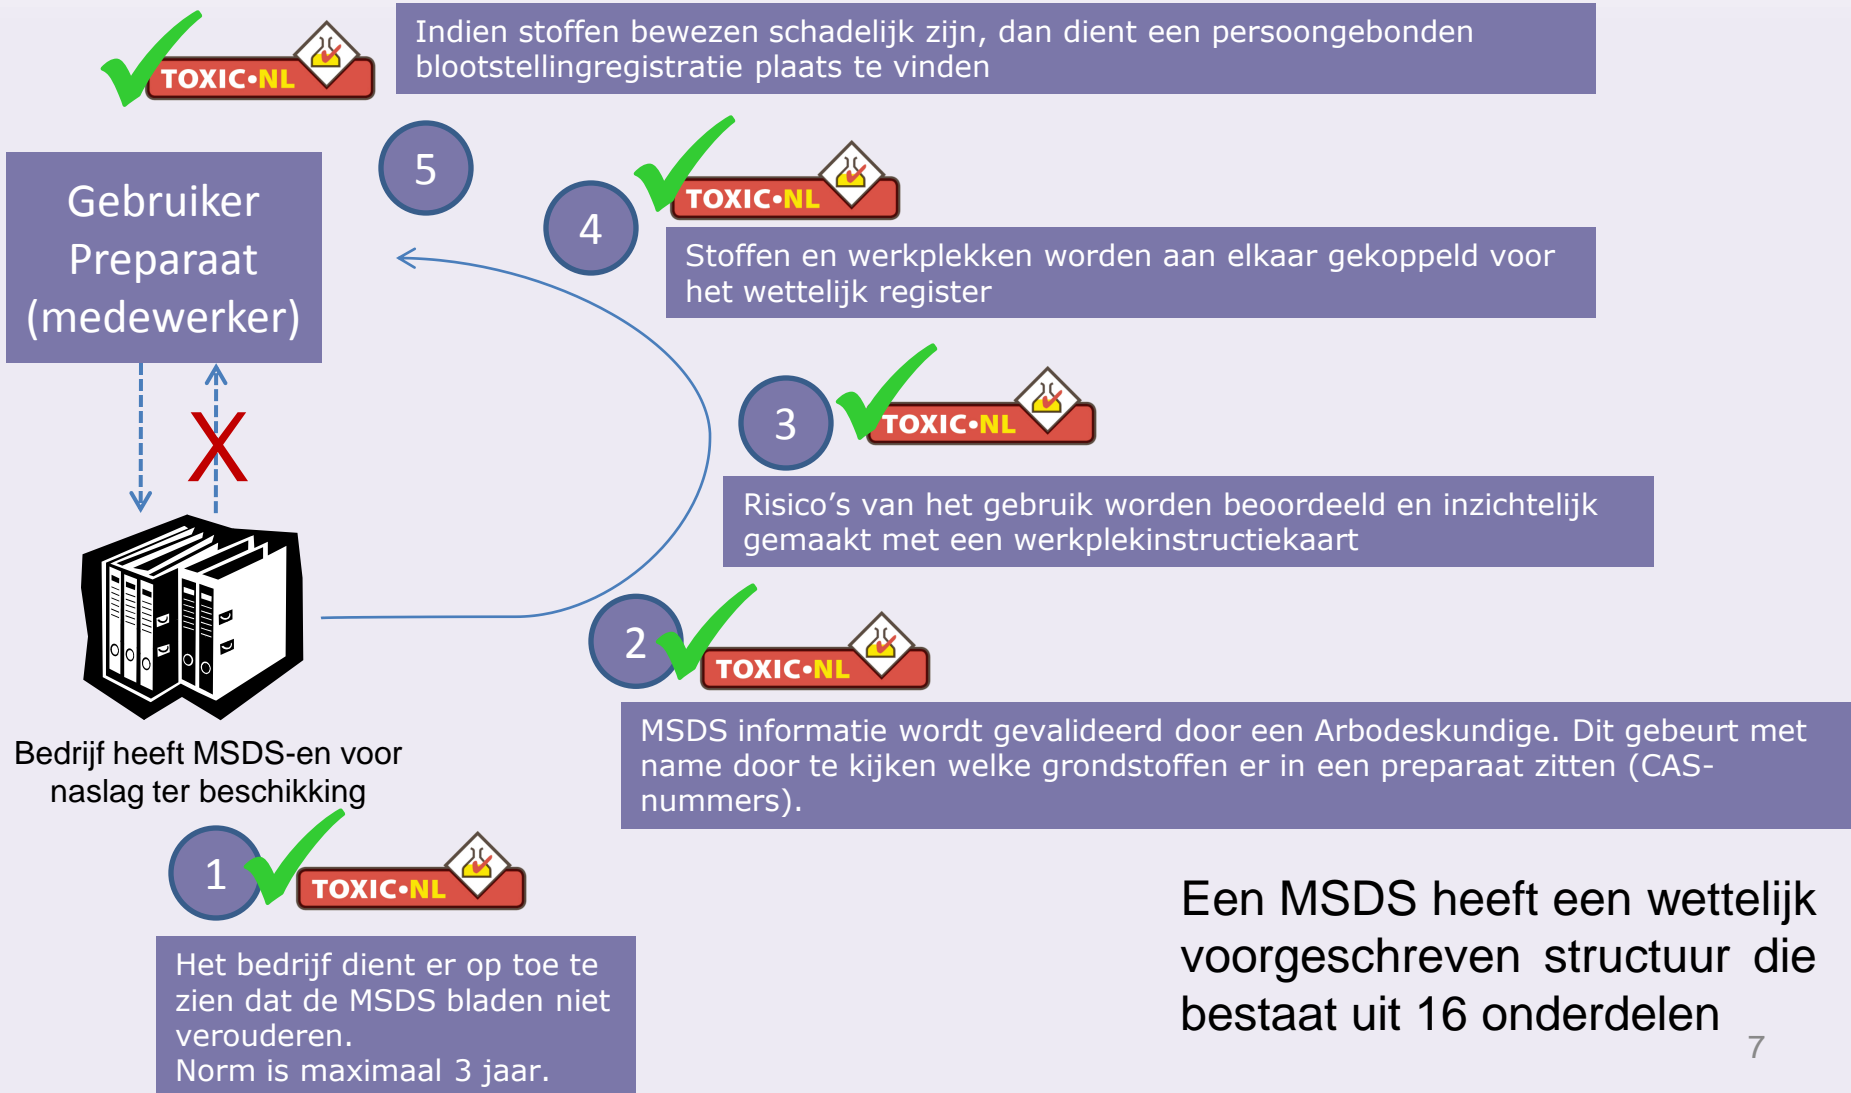 TOXIC•NL
Indien stoffen bewezen schadelijk zijn, dan dient een persoongebonden
blootstellingregistratie plaats te vinden
5
Gebruiker
Preparaat
(medewerker)
4
TOXIC•NL
Stoffen en werkplekken worden aan elkaar gekoppeld voor
het wettelijk register
X
3
TOXIC•NL
Risico’s van het gebruik worden beoordeeld en inzichtelijk
gemaakt met een werkplekinstructiekaart
2
TOXIC•NL
MSDS informatie wordt gevalideerd door een Arbodeskundige. Dit gebeurt met
name door te kijken welke grondstoffen er in een preparaat zitten (CAS-
nummers).
Bedrijf heeft MSDS-en voor
naslag ter beschikking
1
TOXIC•NL
Het bedrijf dient er op toe te
zien dat de MSDS bladen niet
verouderen.
Norm is maximaal 3 jaar.
Een MSDS heeft een wettelijk
voorgeschreven structuur die
bestaat uit 16 onderdelen
7